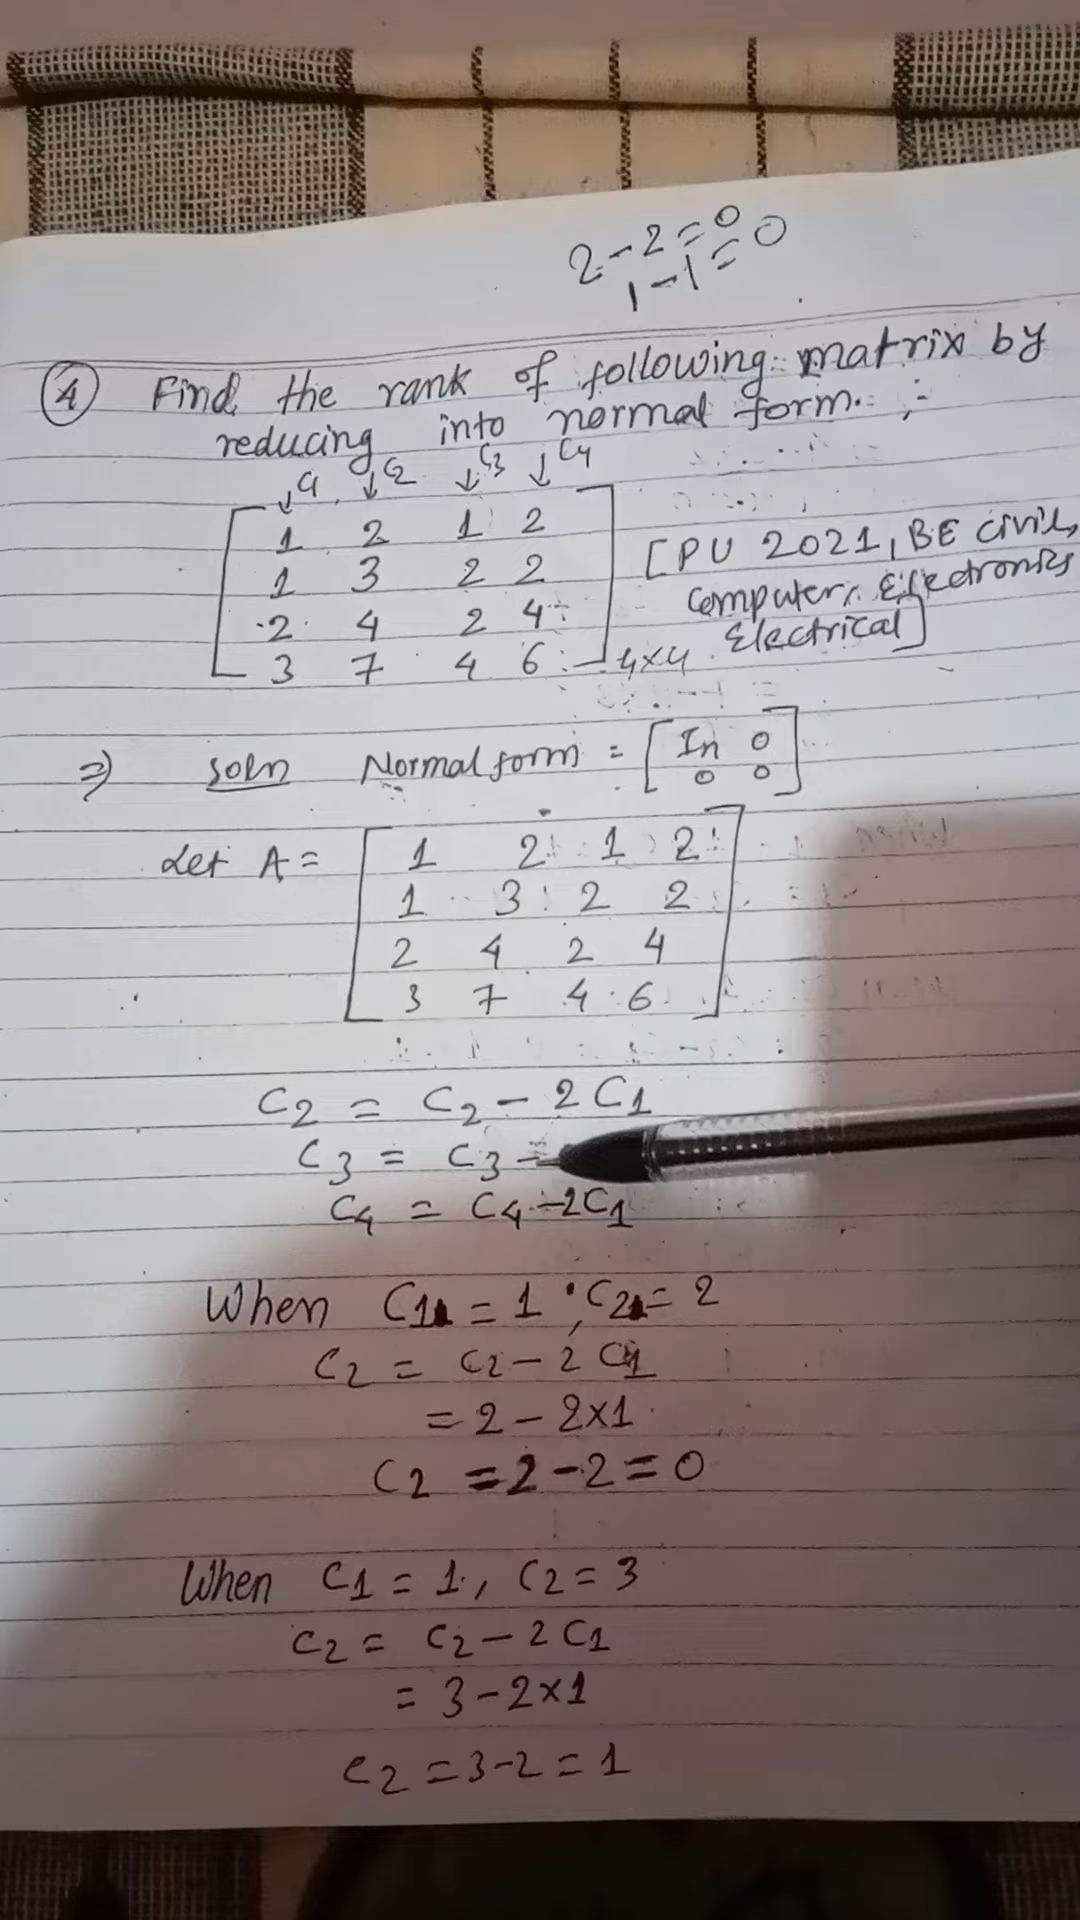 2-2=0
1-1=0
④ Find the rank of following matrix by
reducing into normal form. :-
↓C1 ↓C2 ↓C3 ↓C4
1 2 1 2
1 3 2 2
2 4 2 4
3 7 4 6
4×4
[PU 2021, BE Civil,
Computer, Electronics
Electrical]
⇒ Soln Normal form = [In 0
0 0]
Let A =
1 2 1 2
1 3 2 2
2 4 2 4
3 7 4 6
C2 = C2 - 2C1
C3 = C3 -
C4 = C4 - 2C1
When C1 = 1, C2 = 2
C2 = C2 - 2C1
= 2 - 2×1
C2 = 2 - 2 = 0
When C1 = 1, C2 = 3
C2 = C2 - 2C1
= 3 - 2×1
C2 = 3-2 = 1